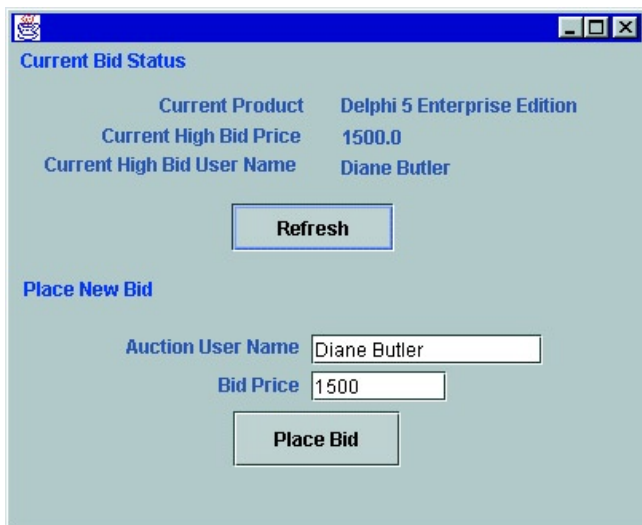 Current Bid Status
Current Product Delphi 5 Enterprise Edition
Current High Bid Price 1500.0
Current High Bid User Name Diane Butler
Refresh
Place New Bid
Auction User Name Diane Butler
Bid Price 1500
Place Bid